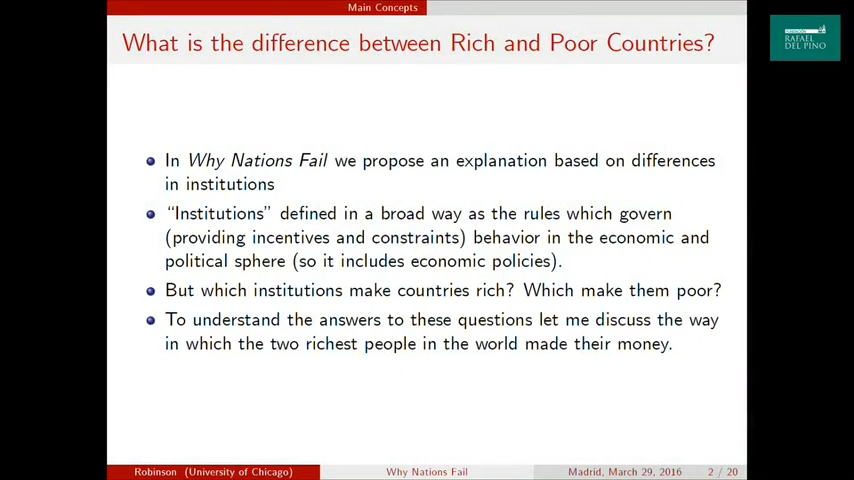 Main Concepts
What is the difference between Rich and Poor Countries?
FUNDACIÓN
RAFAEL
DEL PINO
In Why Nations Fail we propose an explanation based on differences
in institutions
“Institutions” defined in a broad way as the rules which govern
(providing incentives and constraints) behavior in the economic and
political sphere (so it includes economic policies).
But which institutions make countries rich? Which make them poor?
To understand the answers to these questions let me discuss the way
in which the two richest people in the world made their money.
Robinson (University of Chicago)
Why Nations Fail
Madrid, March 29, 2016
2 / 20